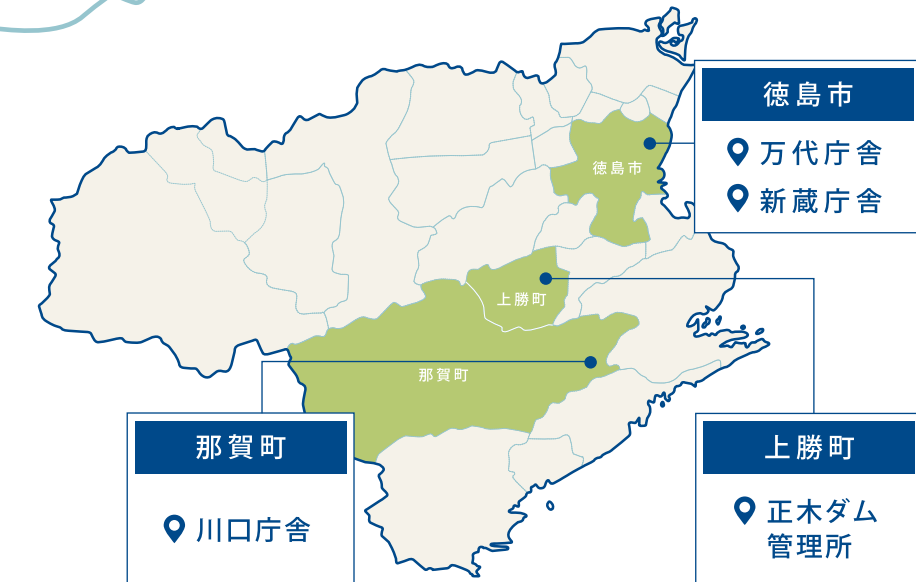 徳島市
万代庁舎
新蔵庁舎
徳島市
上勝町
那賀町
那賀町
川口庁舎
上勝町
正木ダム
管理所